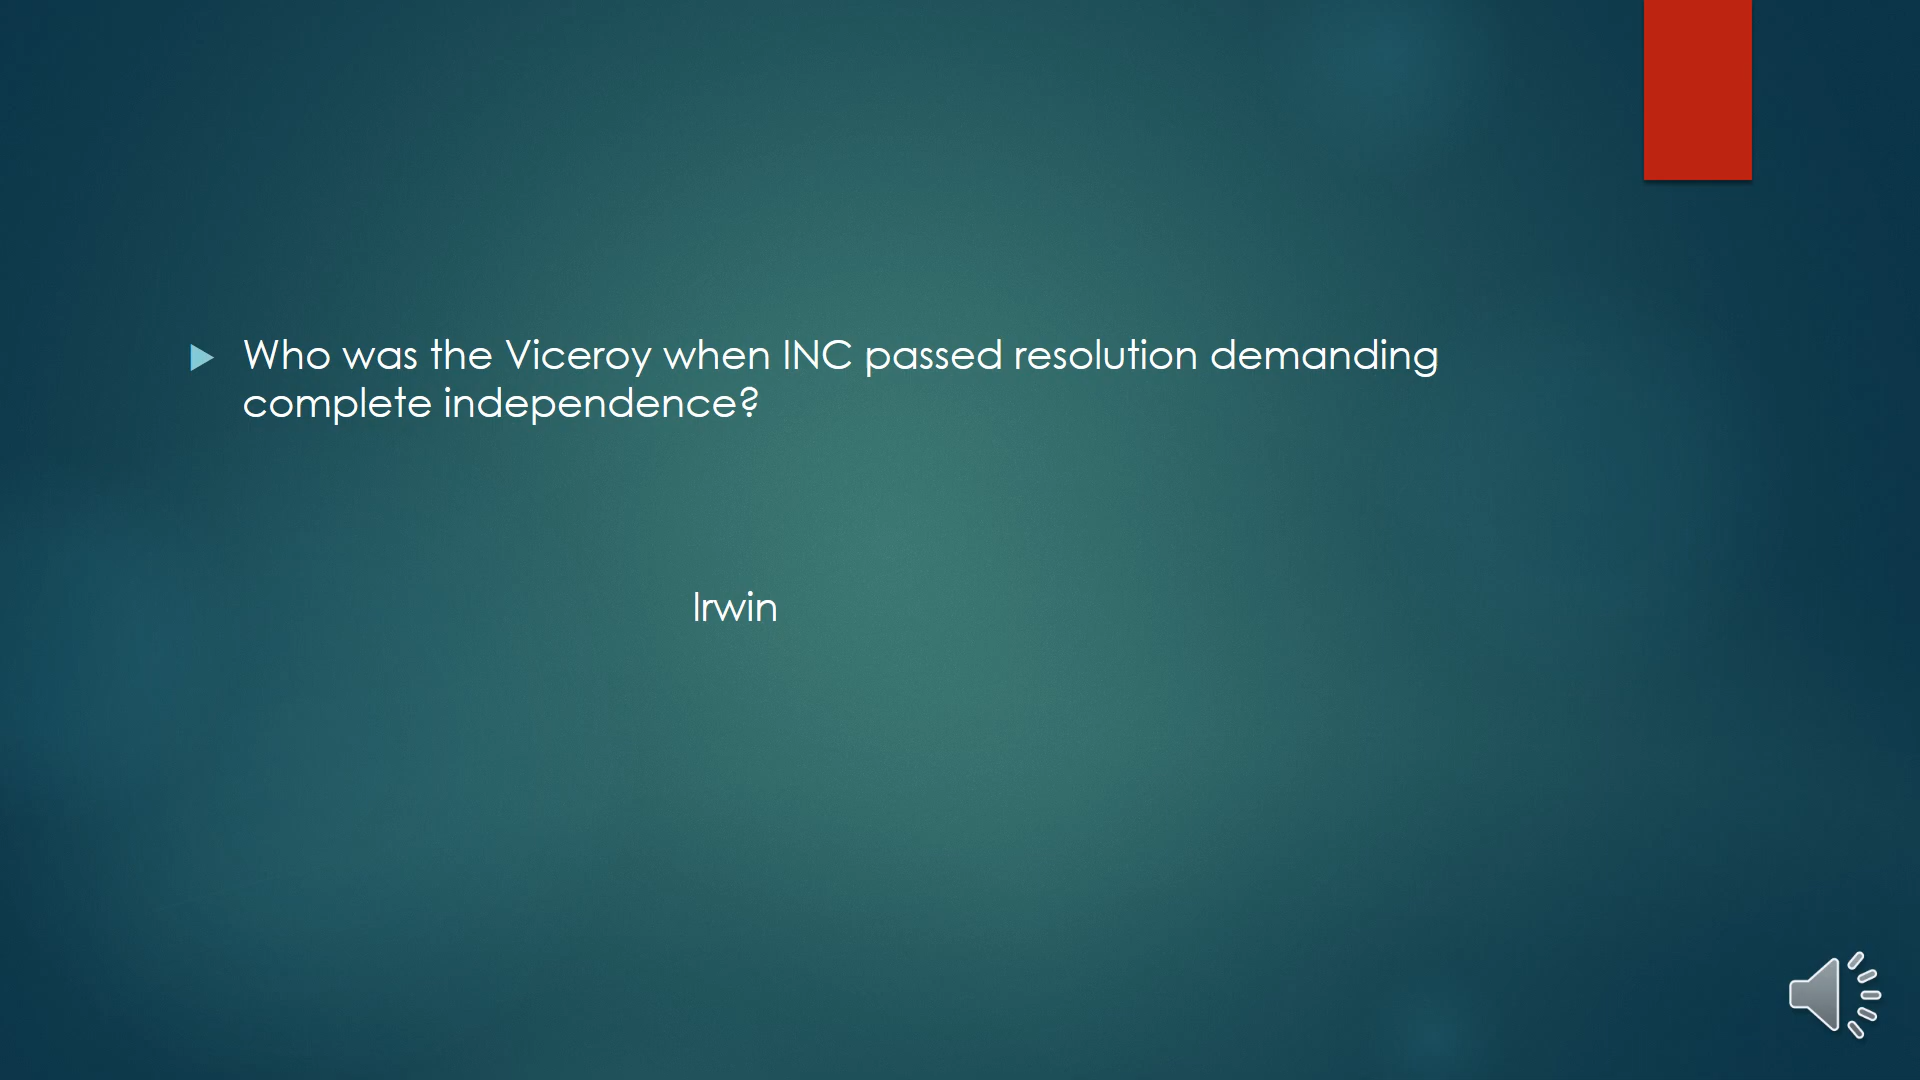 Who was the Viceroy when INC passed resolution demanding
complete independence?
Irwin